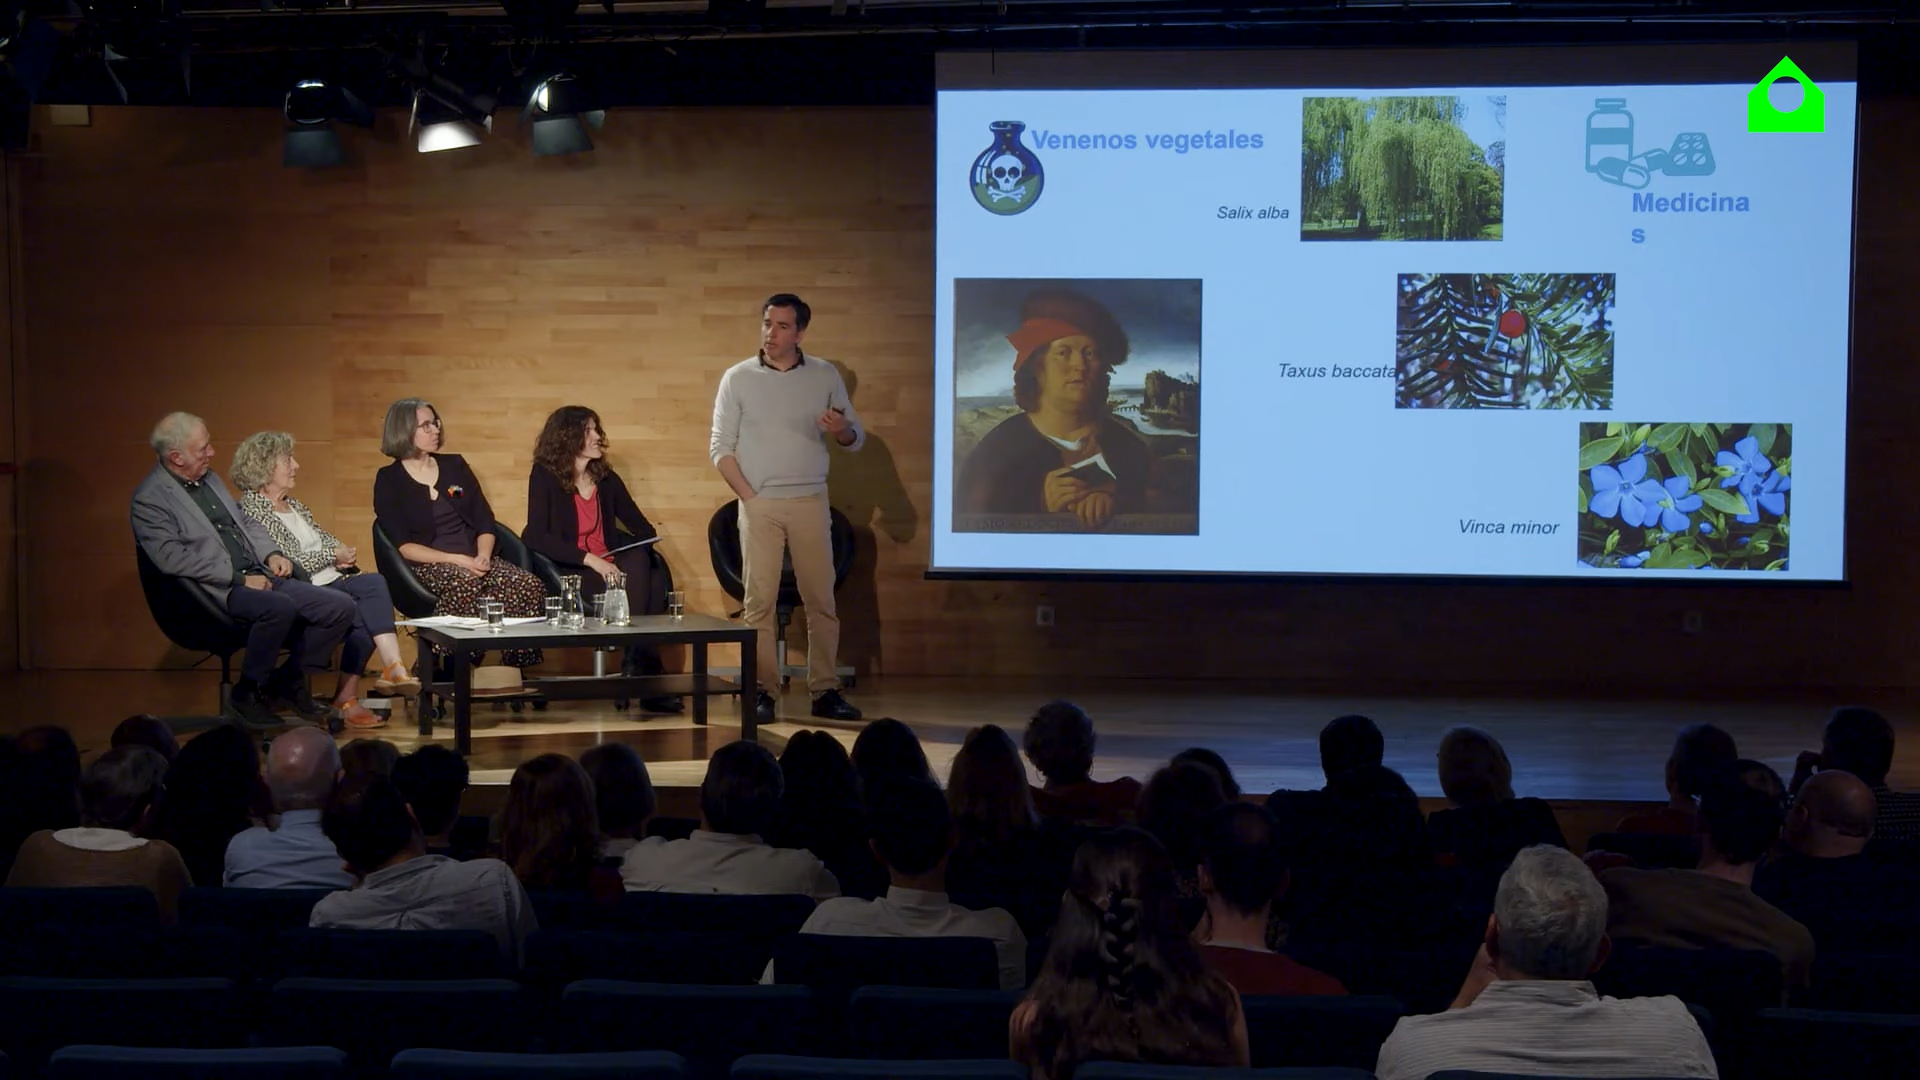 Venenos vegetales
Salix alba
Medicina
s
Taxus baccata
Vinca minor